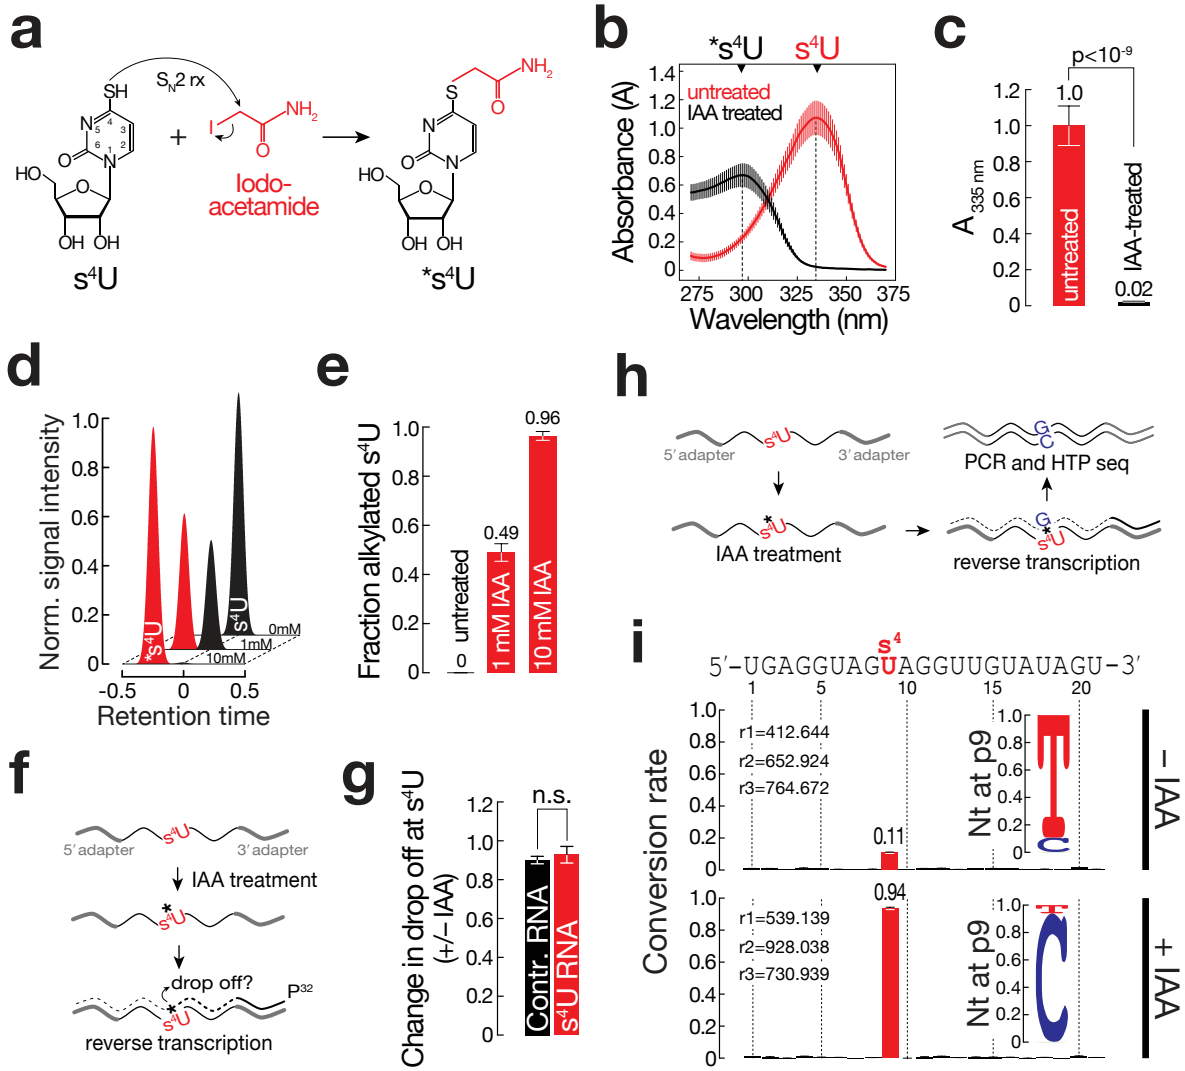 a
SH
S_N2 rx
N
5
4
3
6
1
2
O
N
HO
O
OH OH
s⁴U
+
I
NH₂
O
Iodo-
acetamide
S
NH₂
O
N
O
N
HO
O
OH OH
*s⁴U
b
*s⁴U s⁴U
untreated
IAA treated
Absorbance (A)
1.4
1.2
1.0
0.8
0.6
0.4
0.2
0
275 300 325 350 375
Wavelength (nm)
c
p<10⁻⁹
A₃₃₅ ₙₘ
1.2
1.0
0.8
0.6
0.4
0.2
0
1.0
untreated
IAA-treated
0.02
d
Norm. signal intensity
1.0
0.8
0.6
0.4
0.2
0
*s⁴U
s⁴U
0mM
1mM
10mM
-0.5 0 0.5
Retention time
e
Fraction alkylated s⁴U
1.0
0.8
0.6
0.4
0.2
0
untreated
0
0.49
1 mM IAA
0.96
10 mM IAA
f
s⁴U
5′ adapter 3′ adapter
IAA treatment
*
s⁴U
drop off?
P³²
*
s⁴U
reverse transcription
g
Change in drop off at s⁴U
(+/− IAA)
1.2
1.0
0.8
0.6
0.4
0.2
0
n.s.
Contr. RNA
s⁴U RNA
h
s⁴U
5′ adapter 3′ adapter
*
s⁴U
IAA treatment
G
*
s⁴U
reverse transcription
G
C
PCR and HTP seq
i
s⁴
5′–UGAGGUAGUAGGUUGUAUAGU–3′
1 5 10 15 20
Conversion rate
1.0
0.8
0.6
0.4
0.2
0
r1=412.644
r2=652.924
r3=764.672
0.11
Nt at p9
1.0
0.8
0.6
0.4
0.2
0
T
C
− IAA
1.0
0.8
0.6
0.4
0.2
0
r1=539.139
r2=928.038
r3=730.939
0.94
Nt at p9
1.0
0.8
0.6
0.4
0.2
0
T
C
+ IAA